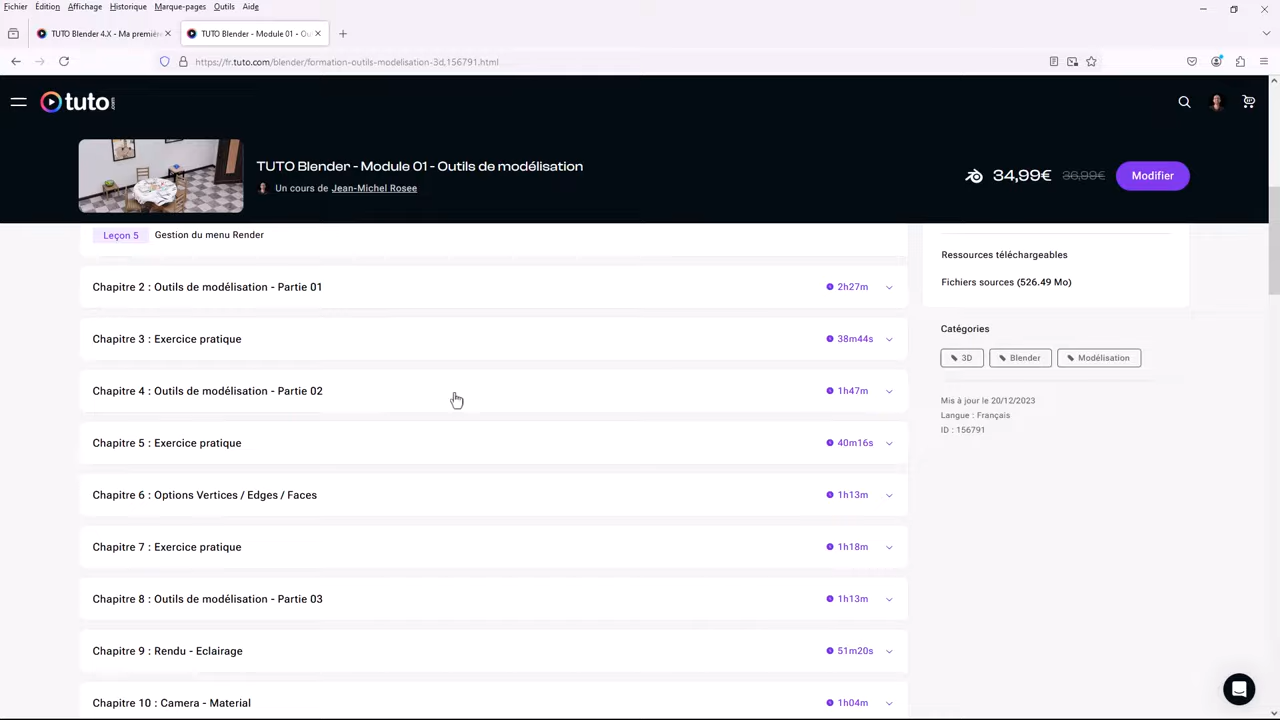 Fichier Édition Affichage Historique Marque-pages Outils Aide
TUTO Blender 4.X - Ma première
TUTO Blender - Module 01 - Ou
https://fr.tuto.com/blender/formation-outils-modelisation-3d,156791.html
tuto.com
TUTO Blender - Module 01 - Outils de modélisation
Un cours de Jean-Michel Rosee
34,99€ 36,99€ Modifier
Leçon 5 Gestion du menu Render
Chapitre 2 : Outils de modélisation - Partie 01 2h27m
Chapitre 3 : Exercice pratique 38m44s
Chapitre 4 : Outils de modélisation - Partie 02 1h47m
Chapitre 5 : Exercice pratique 40m16s
Chapitre 6 : Options Vertices / Edges / Faces 1h13m
Chapitre 7 : Exercice pratique 1h18m
Chapitre 8 : Outils de modélisation - Partie 03 1h13m
Chapitre 9 : Rendu - Eclairage 51m20s
Chapitre 10 : Camera - Material 1h04m
Ressources téléchargeables
Fichiers sources (526.49 Mo)
Catégories
3D Blender Modélisation
Mis à jour le 20/12/2023
Langue : Français
ID : 156791